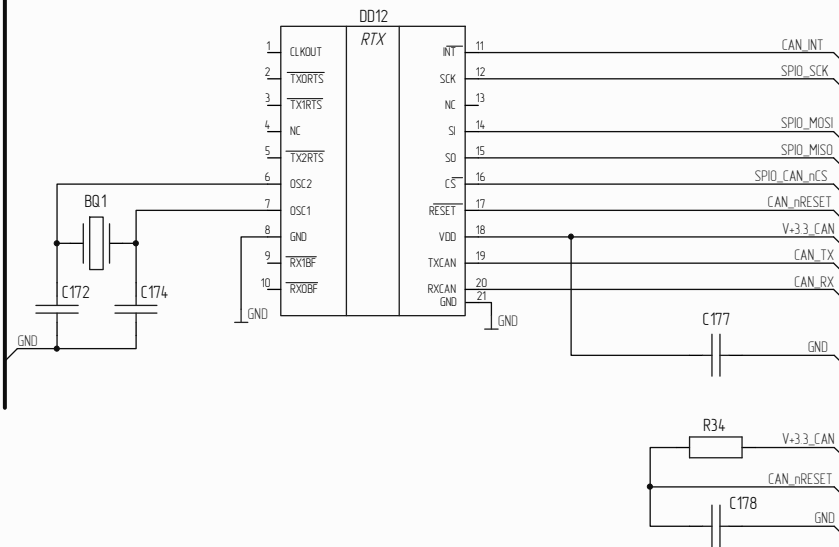 DD12
RTX
1 CLKOUT INT 11 CAN_INT
2 TX0RTS SCK 12 SPI0_SCK
3 TX1RTS NC 13
4 NC SI 14 SPI0_MOSI
5 TX2RTS SO 15 SPI0_MISO
6 OSC2 CS 16 SPI0_CAN_nCS
7 OSC1 RESET 17 CAN_nRESET
8 GND VDD 18 V+3.3_CAN
9 RX1BF TXCAN 19 CAN_TX
10 RX0BF RXCAN 20 CAN_RX
GND 21
BQ1
C172
C174
GND
GND
GND
C177
GND
R34
V+3.3_CAN
CAN_nRESET
C178
GND